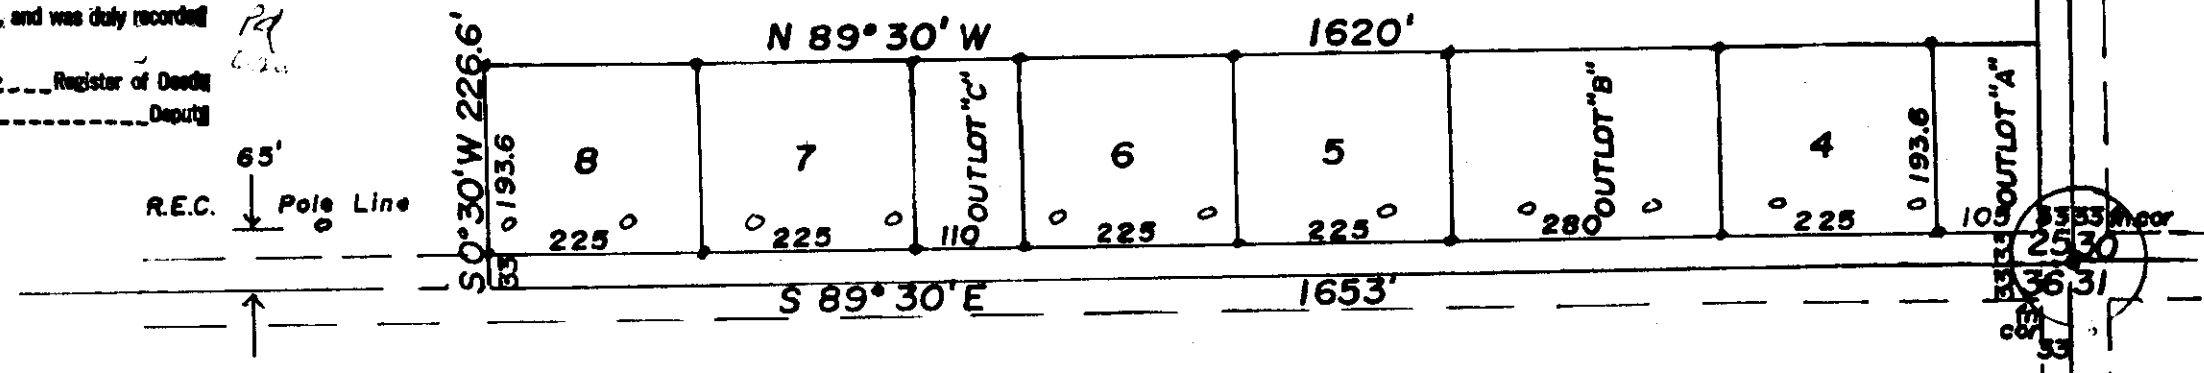 , and was duly recorded
Pd
Register of Deeds
Deputy
N 89° 30' W 1620'
S 0° 30' W 226.6'
193.6
8
7
OUTLOT "C"
6
5
OUTLOT "B"
4
193.6
OUTLOT "A"
65'
R.E.C. Pole Line
225
225
110
225
225
280
225
105
33 33 m cor
25 30
33
33 33
36 31
S 89° 30' E 1653'
m
cor
33